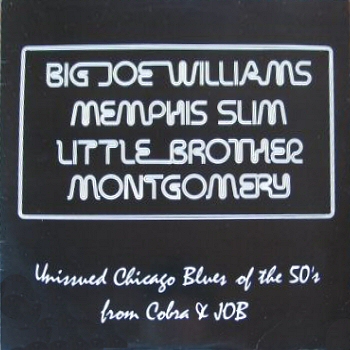 BIG JOE WILLIAMS
MEMPHIS SLIM
LITTLE BROTHER
MONTGOMERY
Unissued Chicago Blues of the 50's
from Cobra & JOB